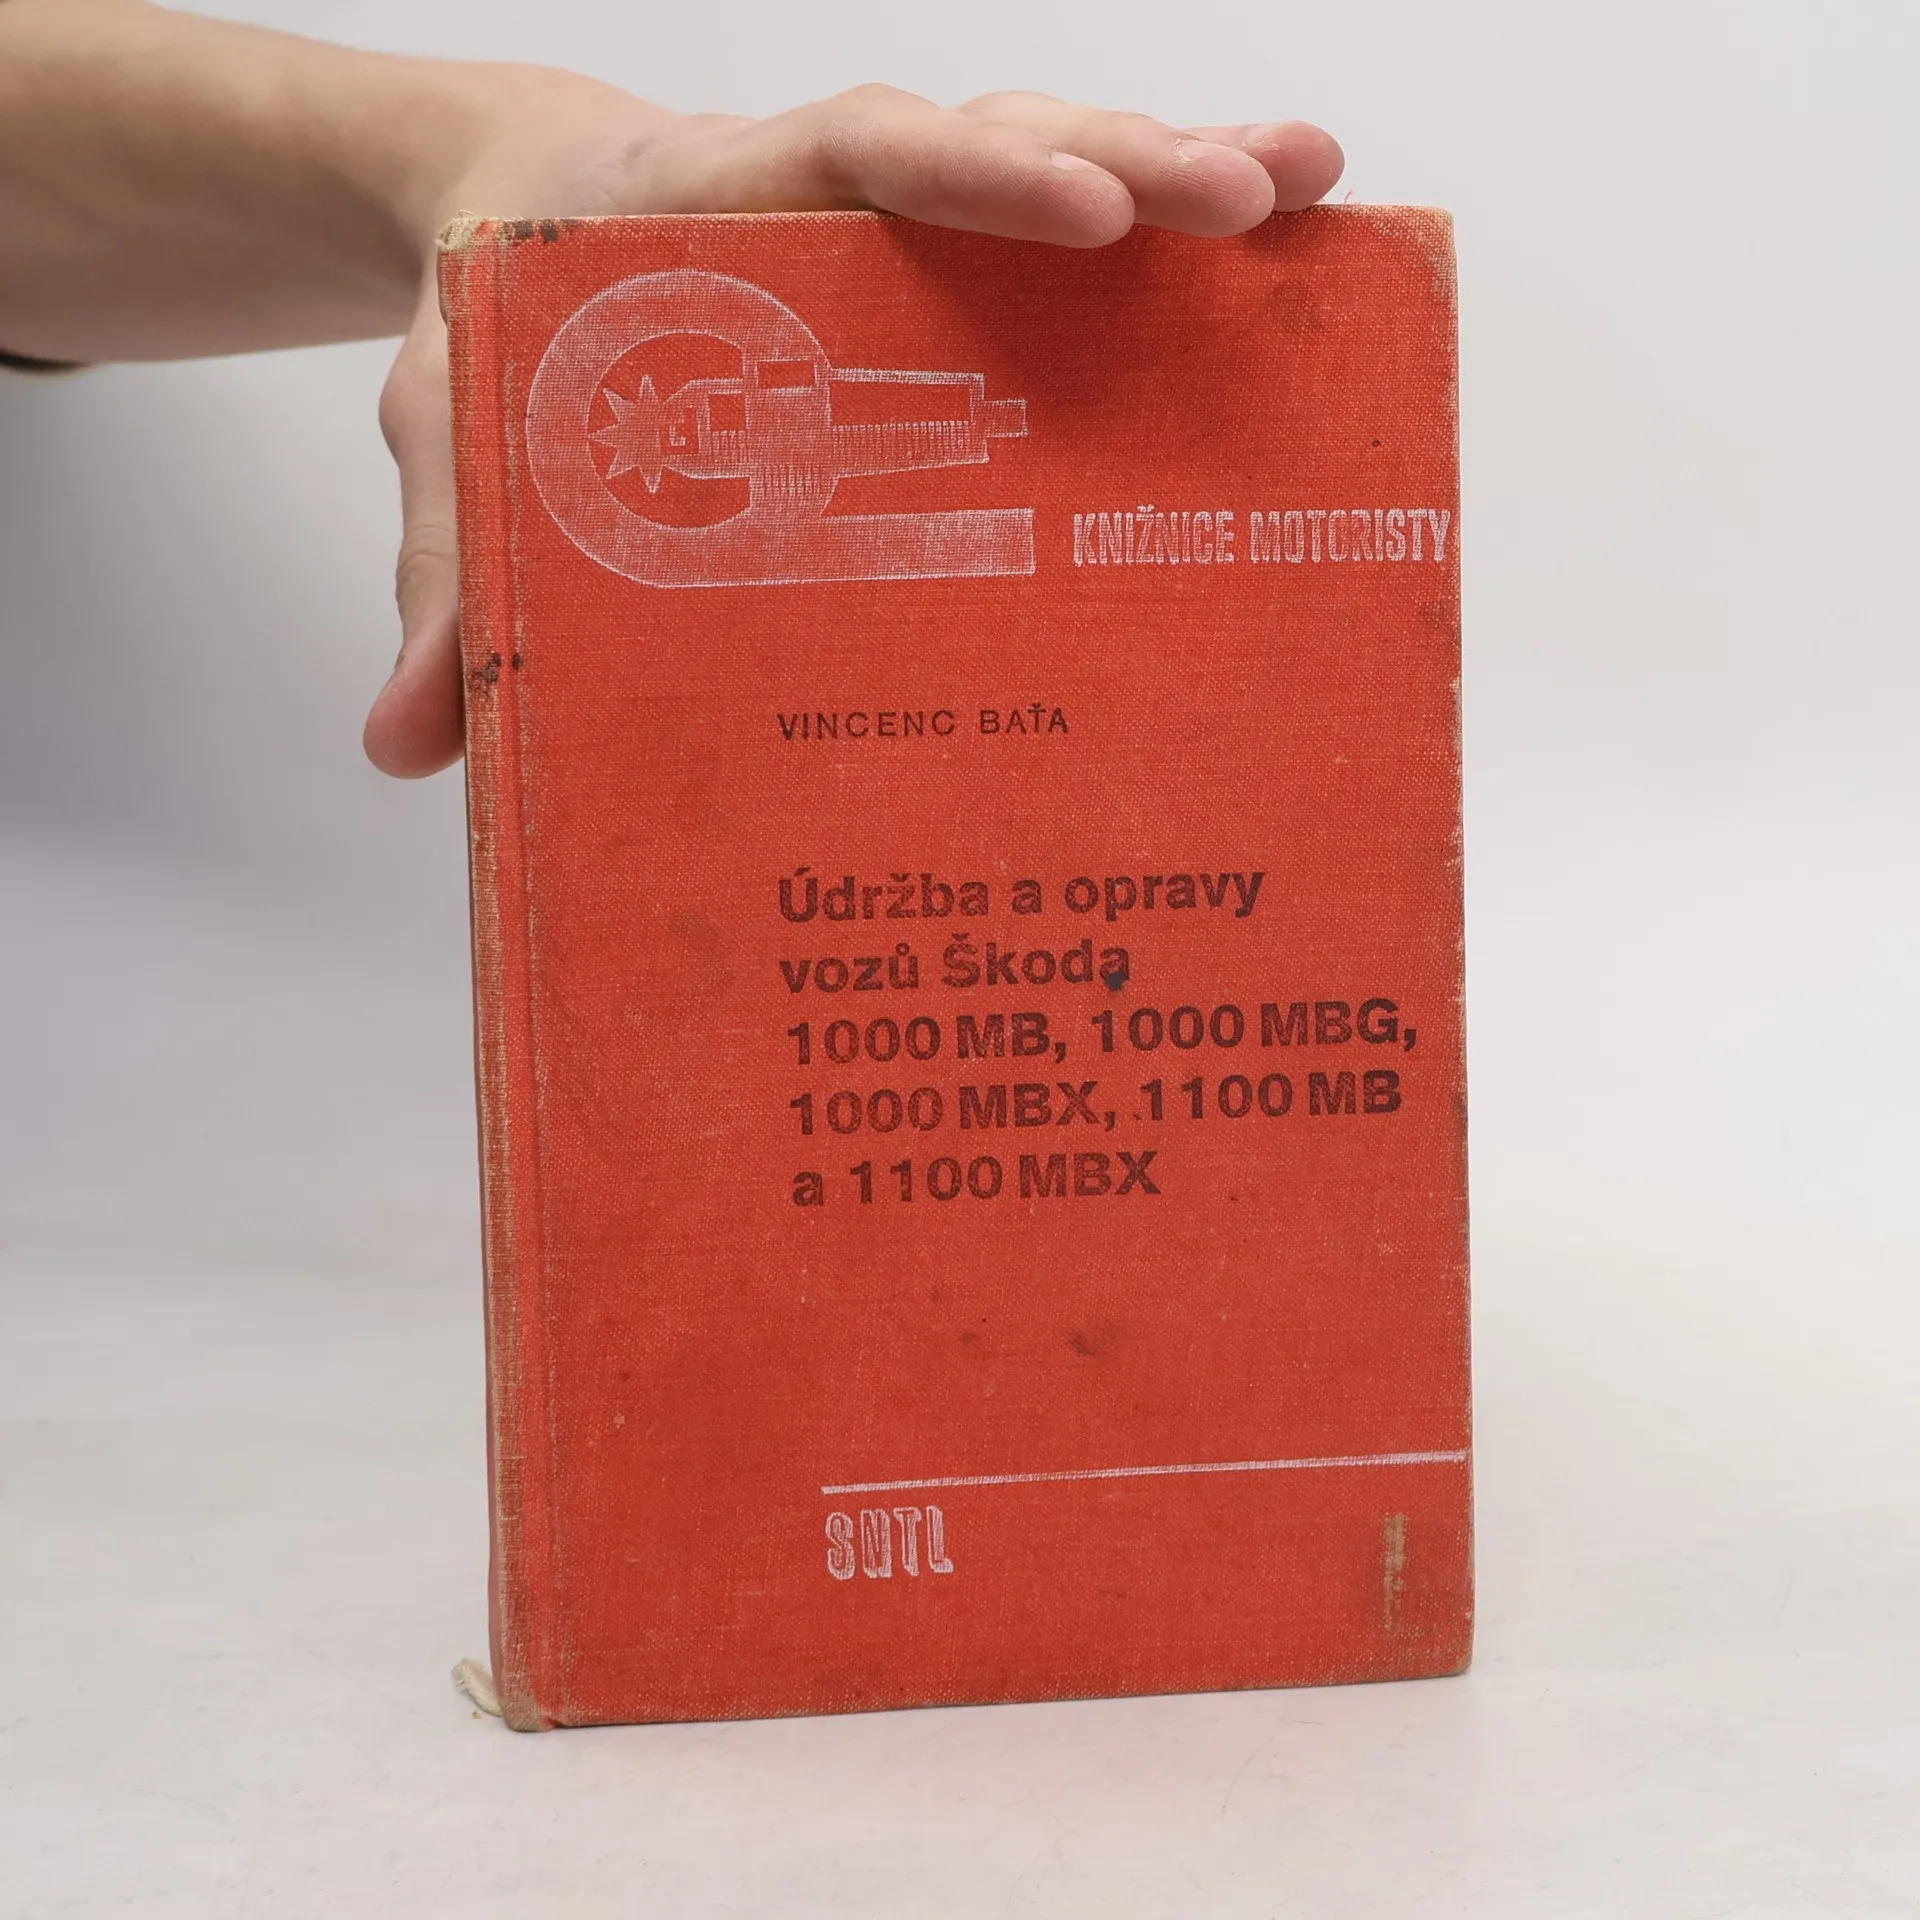 KNIŽNICE MOTORISTY
VINCENC BAŤA
Údržba a opravy
vozů Škoda
1000 MB, 1000 MBG,
1000 MBX, 1100 MB
a 1100 MBX
SNTL